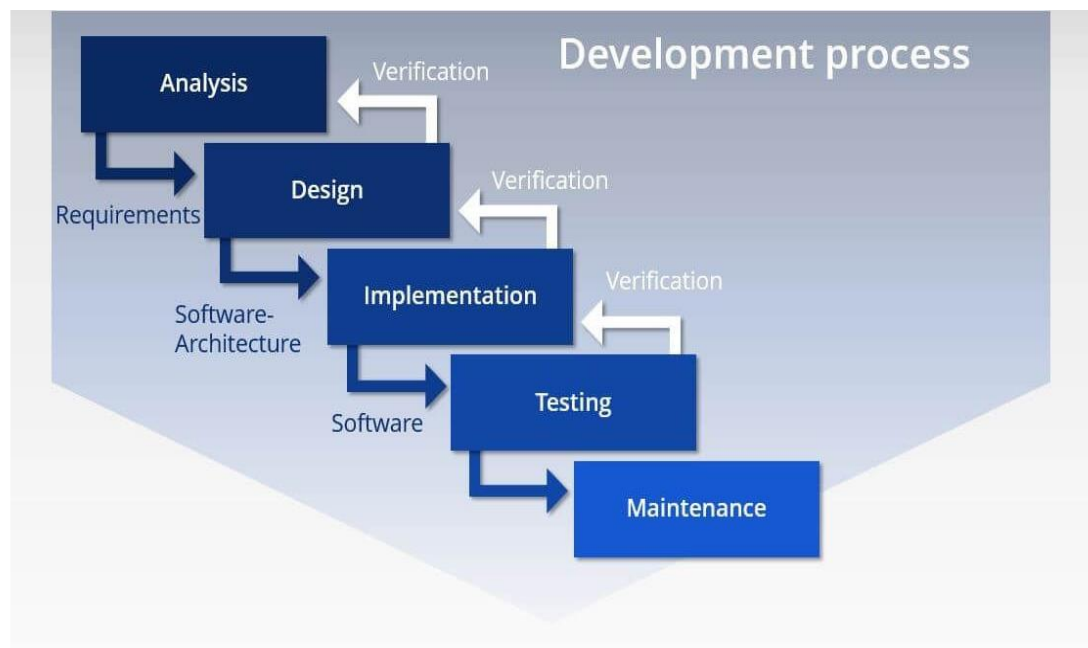 Development process
Analysis
Verification
Requirements
Design
Verification
Software-
Architecture
Implementation
Verification
Software
Testing
Maintenance